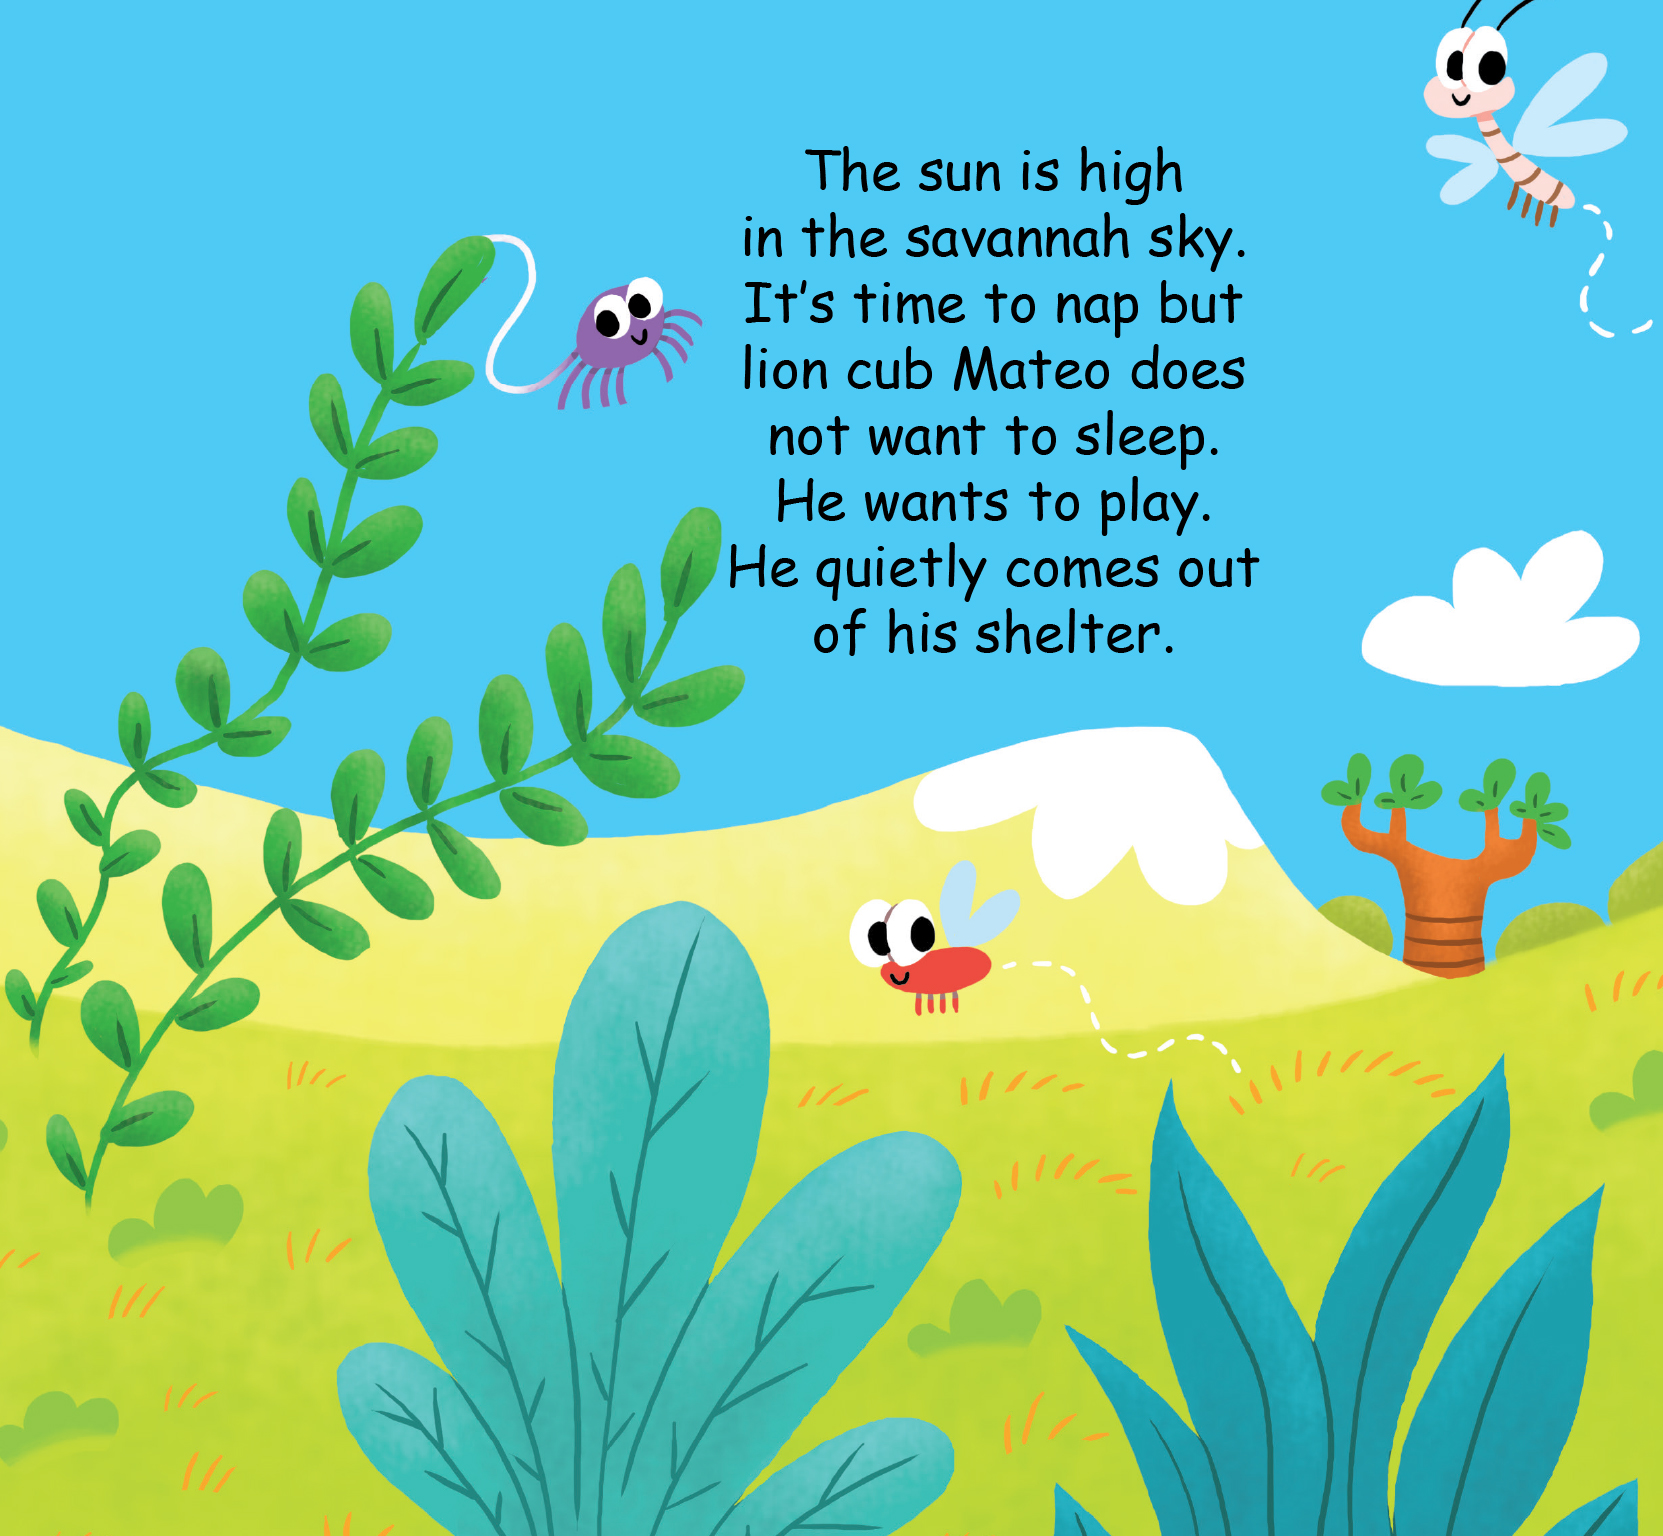 The sun is high
in the savannah sky.
It’s time to nap but
lion cub Mateo does
not want to sleep.
He wants to play.
He quietly comes out
of his shelter.